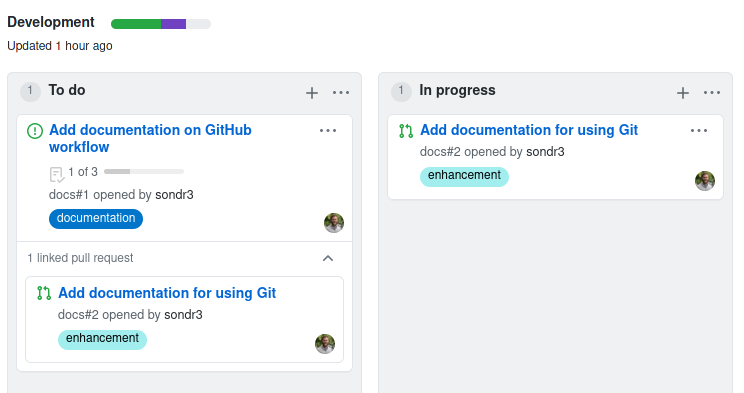 Development
Updated 1 hour ago
1 To do
Add documentation on GitHub
workflow
1 of 3
docs#1 opened by sondr3
documentation
1 linked pull request
Add documentation for using Git
docs#2 opened by sondr3
enhancement
1 In progress
Add documentation for using Git
docs#2 opened by sondr3
enhancement